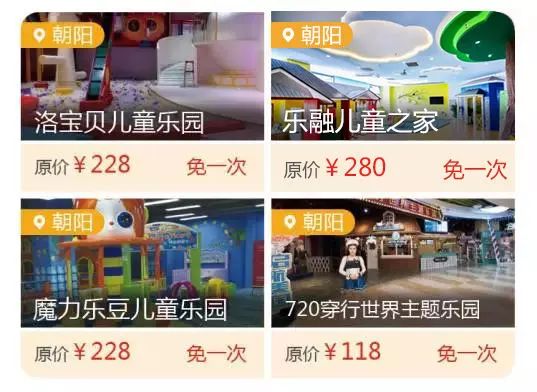 朝阳
朝阳
洛宝贝儿童乐园
乐融儿童之家
原价¥228 免一次
原价¥280 免一次
朝阳
朝阳
魔力乐豆儿童乐园
720穿行世界主题乐园
原价¥228 免一次
原价¥118 免一次